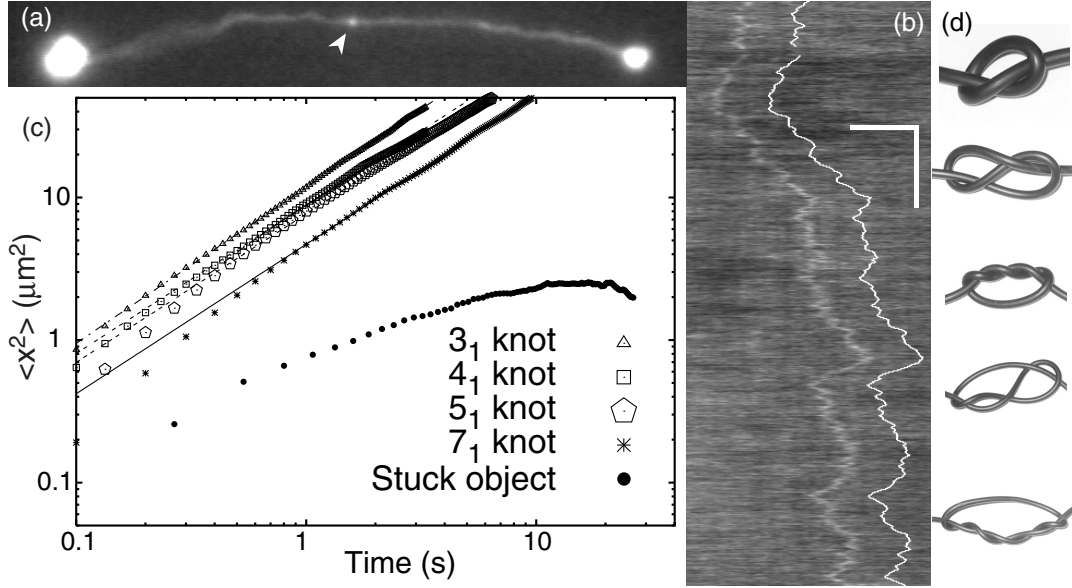 (a)
(b)
(d)
(c)
10
1
0.1
<x²> (μm²)
3₁ knot
4₁ knot
5₁ knot
7₁ knot
Stuck object
0.1
1
10
Time (s)